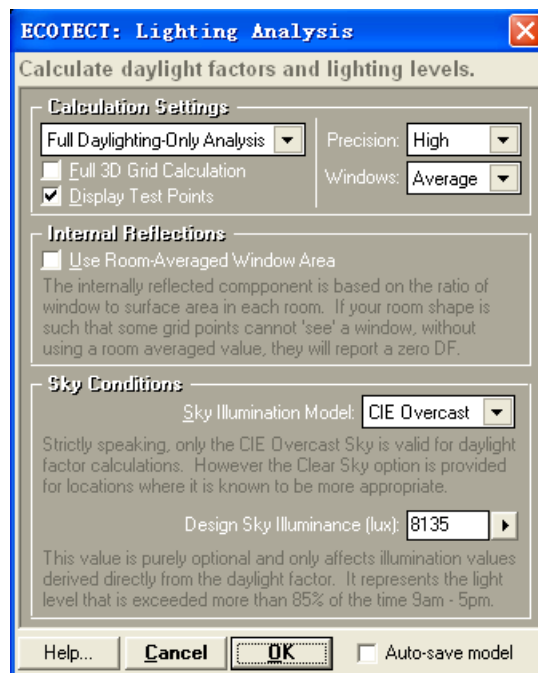 ECOTECT: Lighting Analysis
Calculate daylight factors and lighting levels.
Calculation Settings
Full Daylighting-Only Analysis
Precision: High
Full 3D Grid Calculation
Windows: Average
Display Test Points
Internal Reflections
Use Room-Averaged Window Area
The internally reflected compponent is based on the ratio of
window to surface area in each room. If your room shape is
such that some grid points cannot 'see' a window, without
using a room averaged value, they will report a zero DF.
Sky Conditions
Sky Illumination Model: CIE Overcast
Strictly speaking, only the CIE Overcast Sky is valid for daylight
factor calculations. However the Clear Sky option is provided
for locations where it is known to be more appropriate.
Design Sky Illuminance (lux): 8135
This value is purely optional and only affects illumination values
derived directly from the daylight factor. It represents the light
level that is exceeded more than 85% of the time 9am - 5pm.
Help... Cancel OK Auto-save model